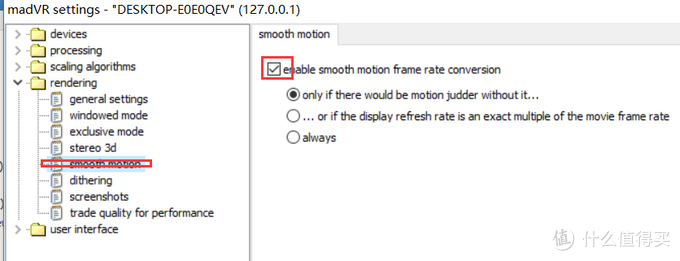 madVR settings - "DESKTOP-E0E0QEV" (127.0.0.1)
devices
processing
scaling algorithms
rendering
general settings
windowed mode
exclusive mode
stereo 3d
smooth motion
dithering
screenshots
trade quality for performance
user interface
smooth motion
enable smooth motion frame rate conversion
only if there would be motion judder without it...
... or if the display refresh rate is an exact multiple of the movie frame rate
always
值 什么值得买